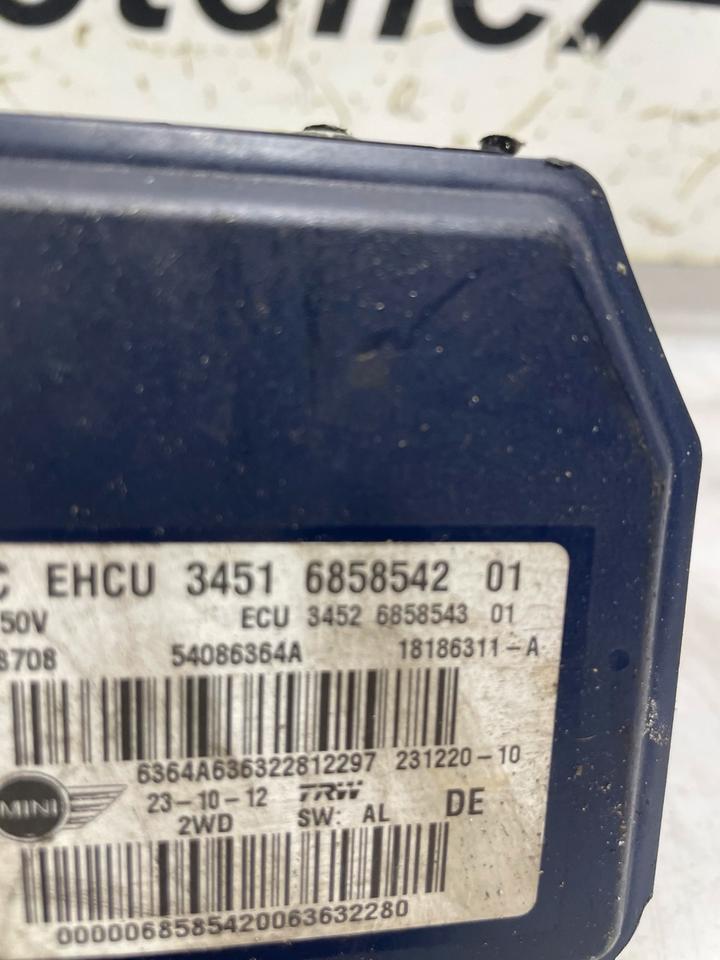 C EHCU 3451 6858542 01
50V ECU 3452 6858543 01
8708 54086364A 18186311-A
6364A636322812297 231220-10
MINI 23-10-12 TRW DE
2WD SW: AL
0000068585420063632280